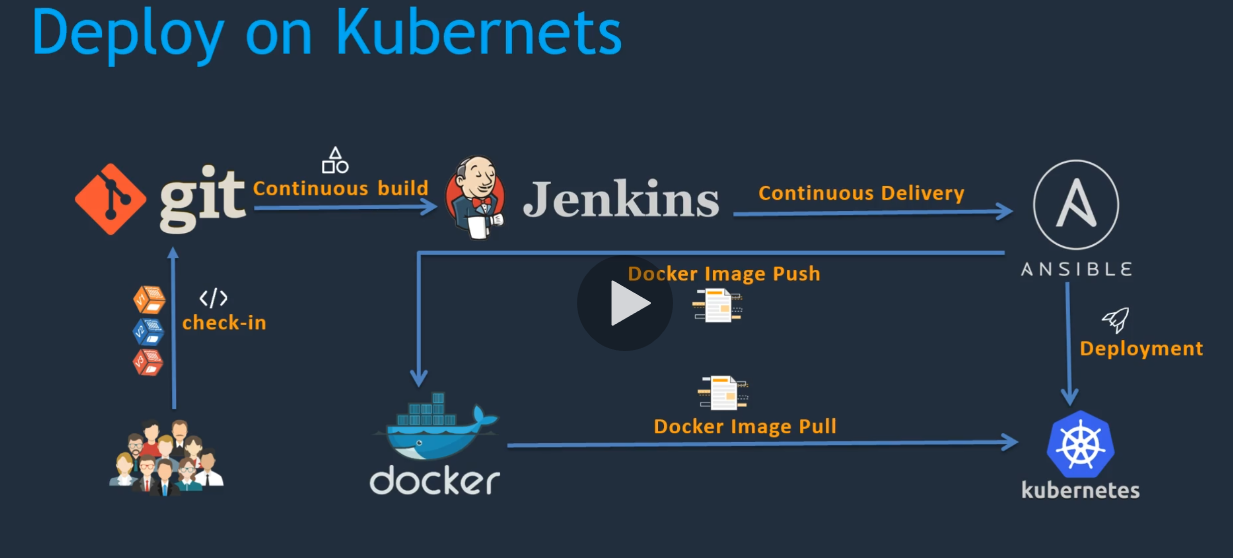 Deploy on Kubernets
git
Continuous build
Jenkins
Continuous Delivery
ANSIBLE
Docker Image Push
</>
check-in
Deployment
Docker Image Pull
docker
kubernetes